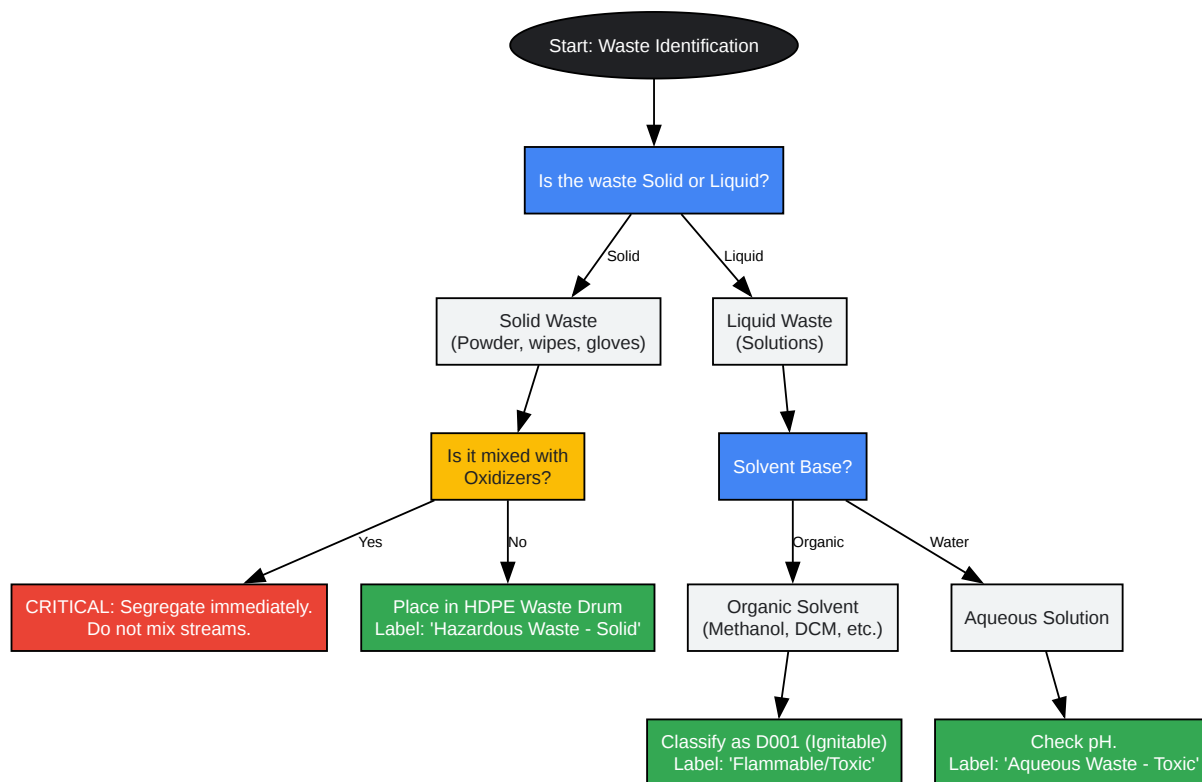 Start: Waste Identification
Is the waste Solid or Liquid?
Solid
Liquid
Solid Waste
(Powder, wipes, gloves)
Liquid Waste
(Solutions)
Is it mixed with
Oxidizers?
Solvent Base?
Yes
No
Organic
Water
CRITICAL: Segregate immediately.
Do not mix streams.
Place in HDPE Waste Drum
Label: 'Hazardous Waste - Solid'
Organic Solvent
(Methanol, DCM, etc.)
Aqueous Solution
Classify as D001 (Ignitable)
Label: 'Flammable/Toxic'
Check pH.
Label: 'Aqueous Waste - Toxic'